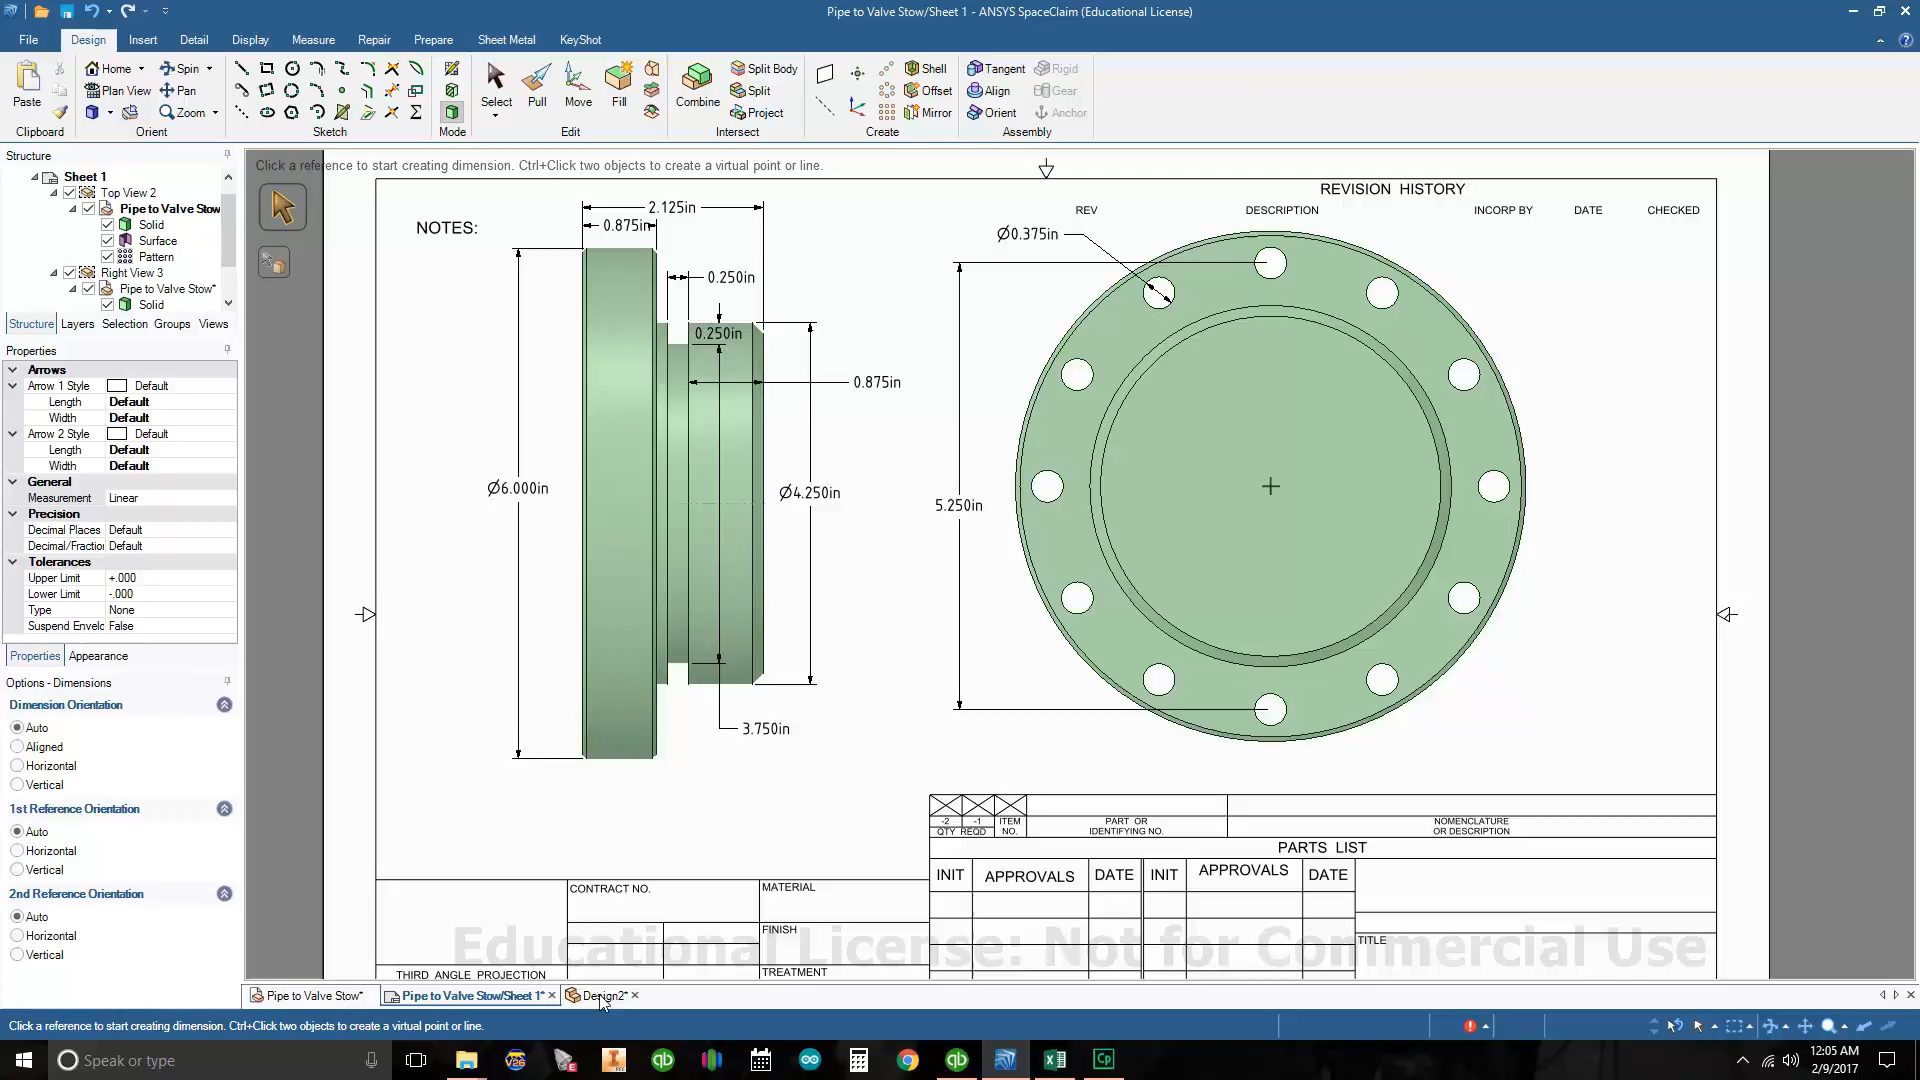 Pipe to Valve Stow/Sheet 1 - ANSYS SpaceClaim (Educational License)
File Design Insert Detail Display Measure Repair Prepare Sheet Metal KeyShot
Home Spin Split Body Shell Tangent Rigid
Plan View Pan Split Offset Align Gear
Paste Zoom Select Pull Move Fill Combine Project Mirror Orient Anchor
Clipboard Orient Sketch Mode Edit Intersect Create Assembly
Structure
Sheet 1
Top View 2
Pipe to Valve Stow
Solid
Surface
Pattern
Right View 3
Pipe to Valve Stow*
Solid
Structure Layers Selection Groups Views
Properties
Arrows
Arrow 1 Style Default
Length Default
Width Default
Arrow 2 Style Default
Length Default
Width Default
General
Measurement Linear
Precision
Decimal Places Default
Decimal/Fractio Default
Tolerances
Upper Limit +.000
Lower Limit -.000
Type None
Suspend Envelo False
Properties Appearance
Options - Dimensions
Dimension Orientation
Auto
Aligned
Horizontal
Vertical
1st Reference Orientation
Auto
Horizontal
Vertical
2nd Reference Orientation
Auto
Horizontal
Vertical
Click a reference to start creating dimension. Ctrl+Click two objects to create a virtual point or line.
REVISION HISTORY
REV DESCRIPTION INCORP BY DATE CHECKED
NOTES:
2.125in
0.875in
Ø0.375in
0.250in
0.250in
0.875in
Ø6.000in
Ø4.250in
5.250in
3.750in
-2 -1 ITEM NO.
QTY REQD
PART OR
IDENTIFYING NO.
NOMENCLATURE
OR DESCRIPTION
PARTS LIST
INIT APPROVALS DATE INIT APPROVALS DATE
CONTRACT NO. MATERIAL
FINISH
TITLE
Educational License: Not for Commercial Use
THIRD ANGLE PROJECTION TREATMENT
Pipe to Valve Stow* Pipe to Valve Stow/Sheet 1* Design2*
Click a reference to start creating dimension. Ctrl+Click two objects to create a virtual point or line.
Speak or type
12:05 AM
2/9/2017